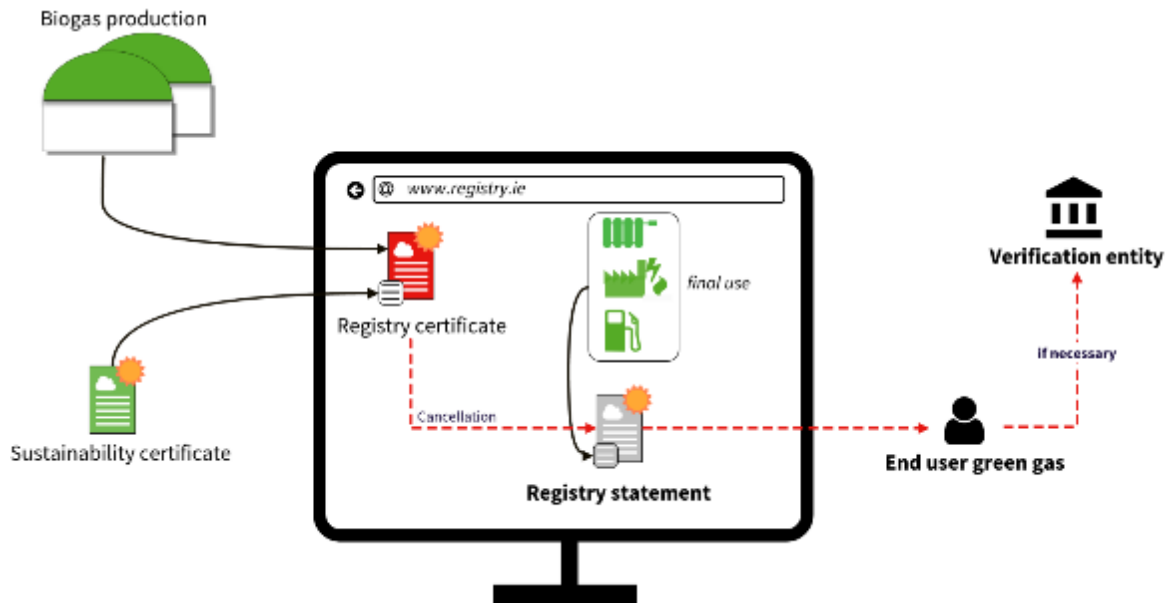 Biogas production
@ www.registry.ie
Registry certificate
final use
Cancellation
Registry statement
Sustainability certificate
Verification entity
if necessary
End user green gas